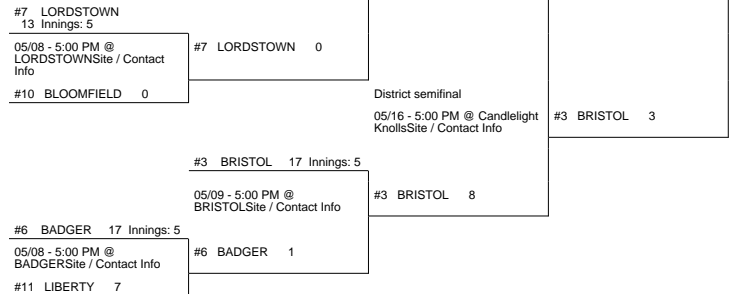 #7 LORDSTOWN
13 Innings: 5
05/08 - 5:00 PM @
LORDSTOWNSite / Contact
Info
#7 LORDSTOWN 0
#10 BLOOMFIELD 0
District semifinal
05/16 - 5:00 PM @ Candlelight
KnollsSite / Contact Info
#3 BRISTOL 3
#3 BRISTOL 17 Innings: 5
05/09 - 5:00 PM @
BRISTOLSite / Contact Info
#3 BRISTOL 8
#6 BADGER 17 Innings: 5
05/08 - 5:00 PM @
BADGERSite / Contact Info
#6 BADGER 1
#11 LIBERTY 7